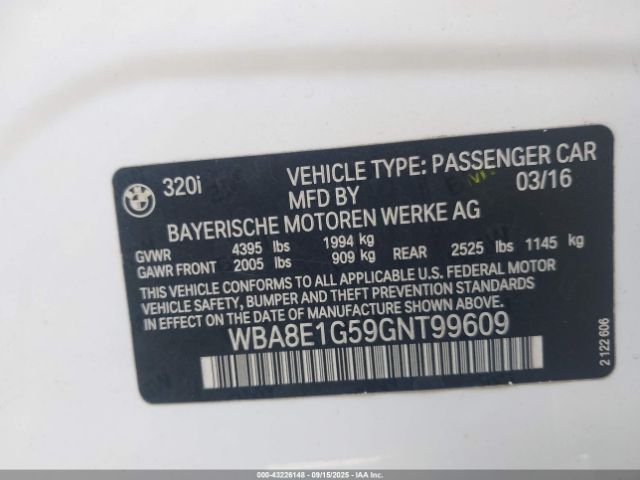 320i VEHICLE TYPE: PASSENGER CAR
MFD BY 03/16
BAYERISCHE MOTOREN WERKE AG
GVWR 4395 lbs 1994 kg
GAWR FRONT 2005 lbs 909 kg REAR 2525 lbs 1145 kg
THIS VEHICLE CONFORMS TO ALL APPLICABLE U.S. FEDERAL MOTOR
VEHICLE SAFETY, BUMPER AND THEFT PREVENTION STANDARDS
IN EFFECT ON THE DATE OF MANUFACTURE SHOWN ABOVE.
WBA8E1G59GNT99609
2 122 606
000-43226148 - 09/15/2025 - IAAI.COM